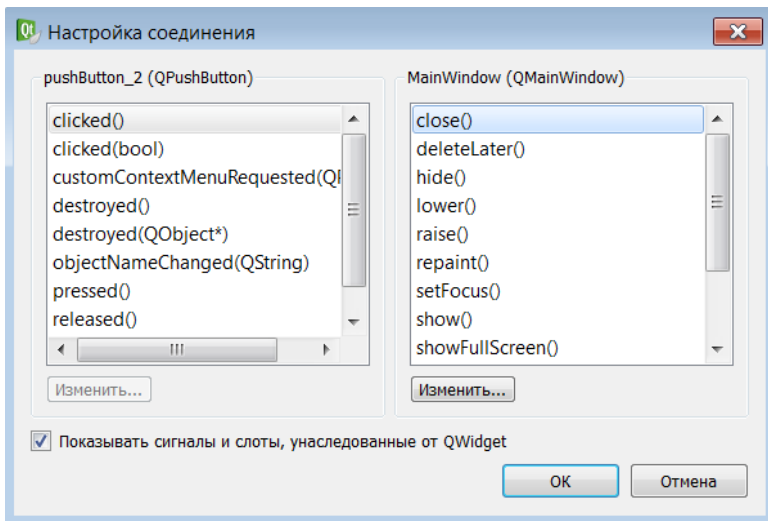 Настройка соединения
pushButton_2 (QPushButton)
clicked()
clicked(bool)
customContextMenuRequested(QP
destroyed()
destroyed(QObject*)
objectNameChanged(QString)
pressed()
released()
Изменить...
MainWindow (QMainWindow)
close()
deleteLater()
hide()
lower()
raise()
repaint()
setFocus()
show()
showFullScreen()
Изменить...
Показывать сигналы и слоты, унаследованные от QWidget
ОК
Отмена